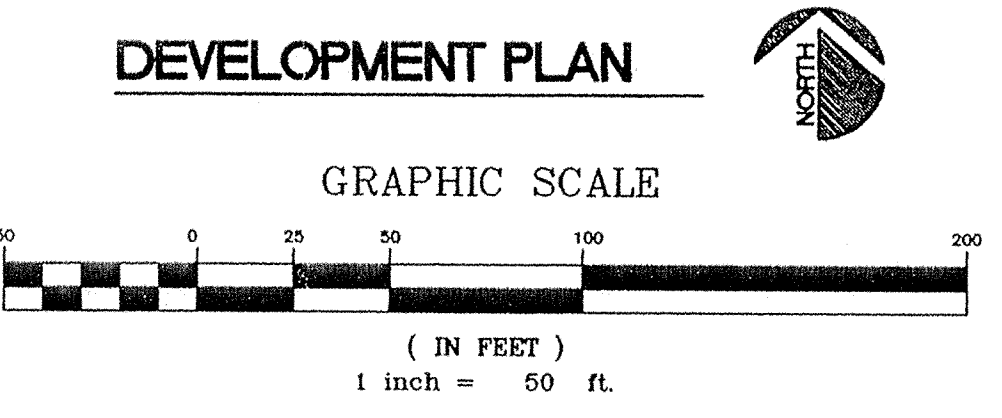 DEVELOPMENT PLAN
NORTH
GRAPHIC SCALE
0 25 50 100 200
( IN FEET )
1 inch = 50 ft.